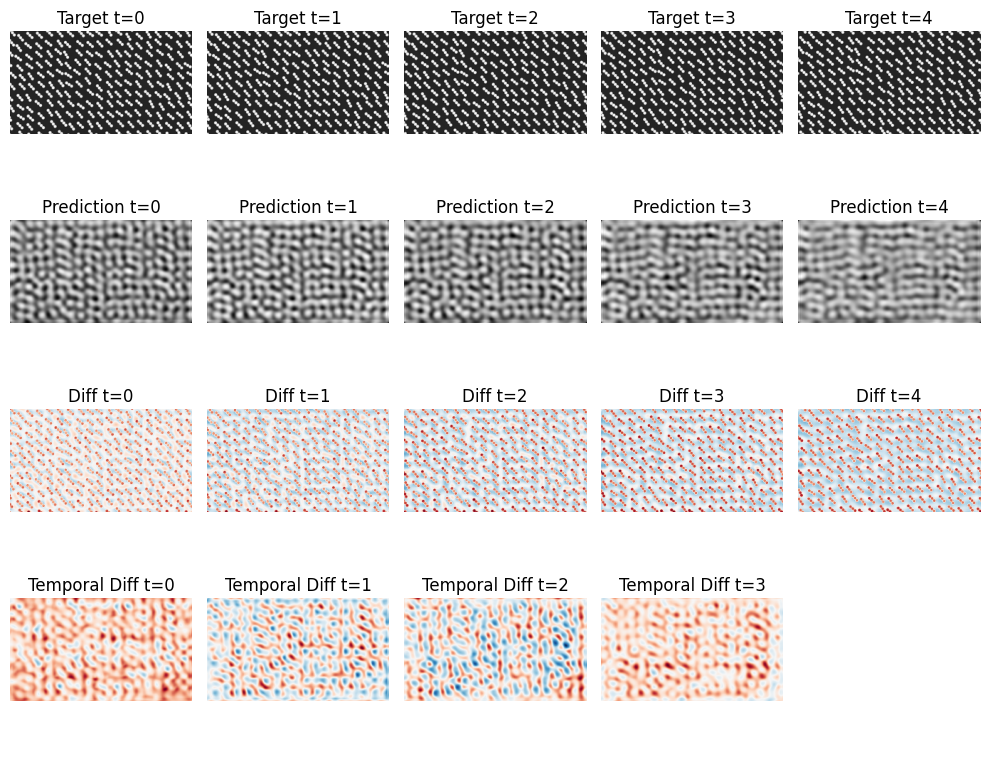 Target t=0 Target t=1 Target t=2 Target t=3 Target t=4
Prediction t=0 Prediction t=1 Prediction t=2 Prediction t=3 Prediction t=4
Diff t=0 Diff t=1 Diff t=2 Diff t=3 Diff t=4
Temporal Diff t=0 Temporal Diff t=1 Temporal Diff t=2 Temporal Diff t=3